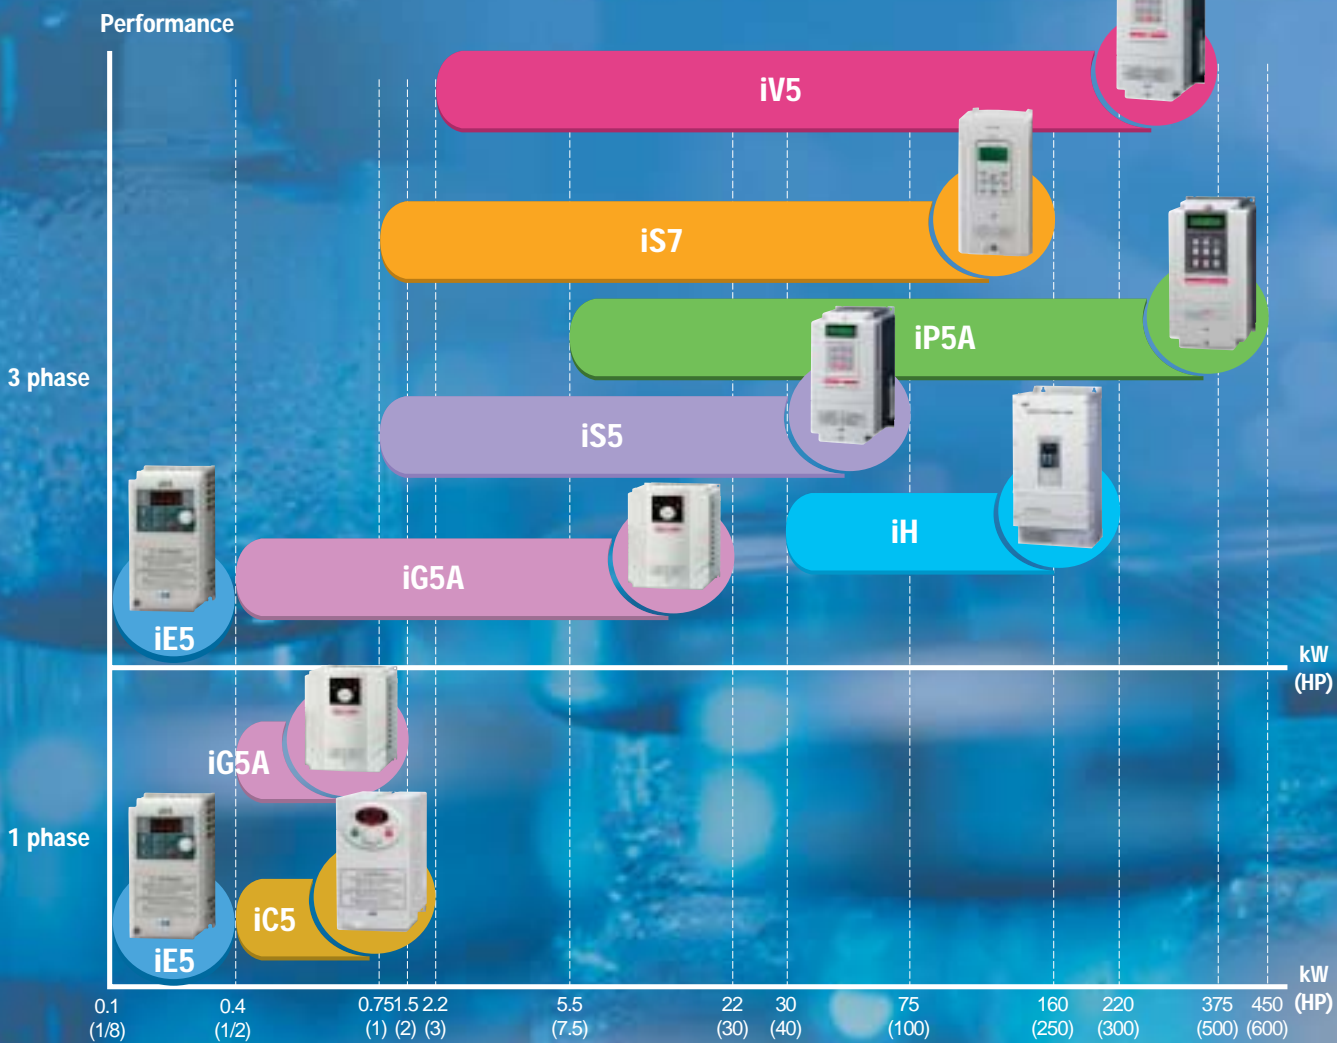 Performance
iV5
iS7
iP5A
3 phase
iS5
iH
iG5A
iE5
kW
(HP)
iG5A
1 phase
iC5
iE5
kW
(HP)
0.1 0.4 0.75 1.5 2.2 5.5 22 30 75 160 220 375 450
(1/8) (1/2) (1) (2) (3) (7.5) (30) (40) (100) (250) (300) (500) (600)